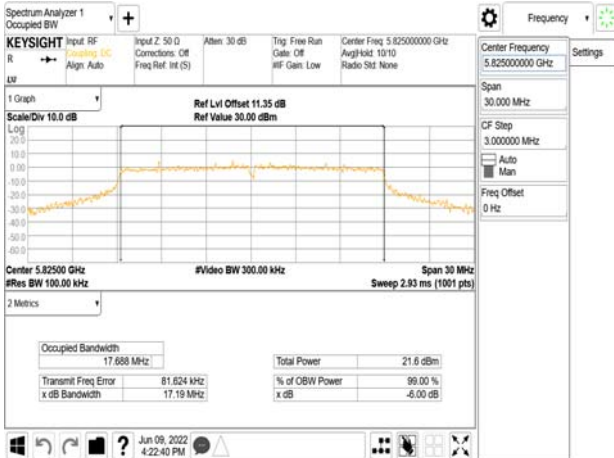 Spectrum Analyzer 1
Occupied BW
Frequency
KEYSIGHT
R
LXI
Input: RF
Coupling: DC
Align: Auto
Input Z: 50 Ω
Corrections: Off
Freq Ref: Int (S)
Atten: 30 dB
Trig: Free Run
Gate: Off
#IF Gain: Low
Center Freq: 5.825000000 GHz
Avg|Hold: 10/10
Radio Std: None
Center Frequency
5.825000000 GHz
Settings
Span
30.000 MHz
CF Step
3.000000 MHz
Auto
Man
Freq Offset
0 Hz
1 Graph
Scale/Div 10.0 dB
Ref Lvl Offset 11.35 dB
Ref Value 30.00 dBm
Log
20.0
10.0
0.00
-10.0
-20.0
-30.0
-40.0
-50.0
-60.0
Center 5.82500 GHz
#Res BW 100.00 kHz
#Video BW 300.00 kHz
Span 30 MHz
Sweep 2.93 ms (1001 pts)
2 Metrics
Occupied Bandwidth
17.688 MHz
Total Power 21.6 dBm
Transmit Freq Error 81.624 kHz
% of OBW Power 99.00 %
x dB Bandwidth 17.19 MHz
x dB -6.00 dB
?
Jun 09, 2022
4:22:40 PM